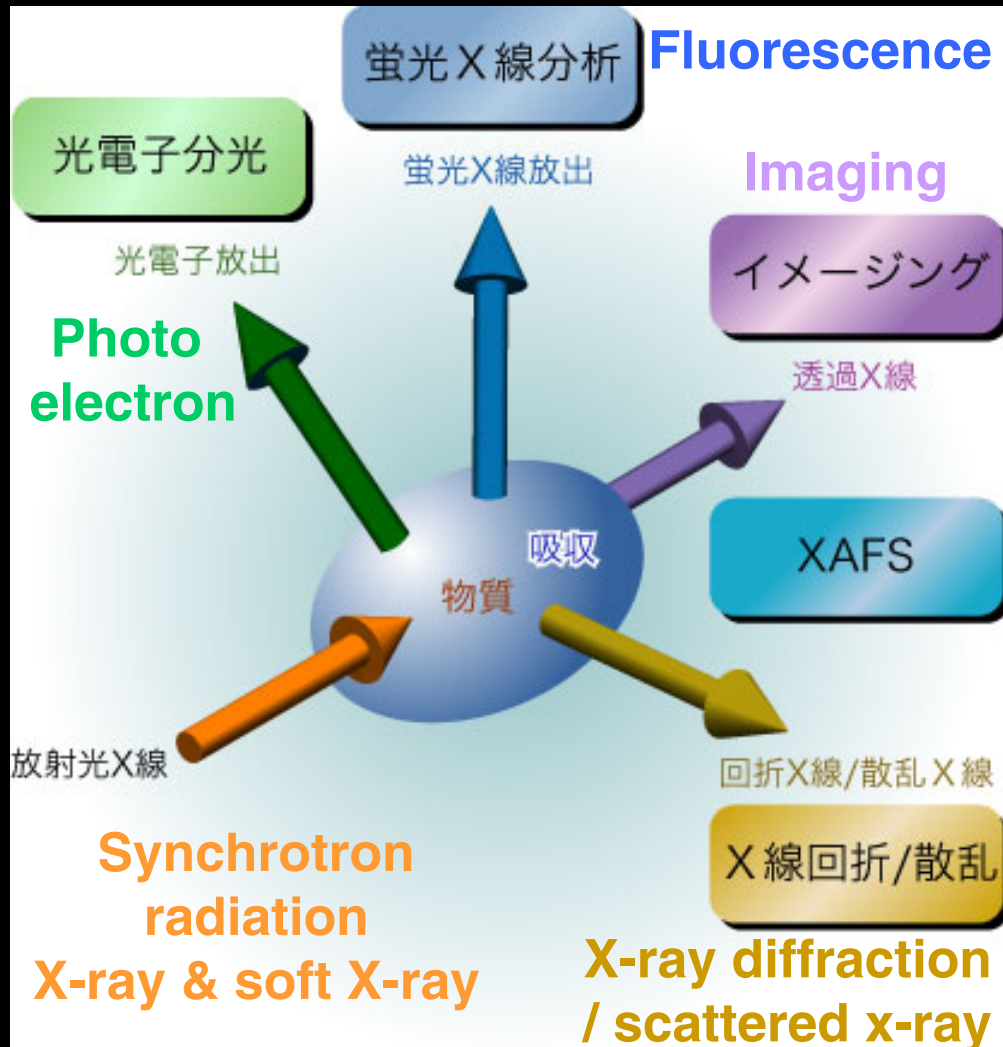 蛍光X線分析
Fluorescence
光電子分光
蛍光X線放出
Imaging
光電子放出
イメージング
Photo
electron
透過X線
吸収
XAFS
物質
放射光X線
回折X線/散乱X線
Synchrotron
radiation
X-ray & soft X-ray
X線回折/散乱
X-ray diffraction
/ scattered x-ray